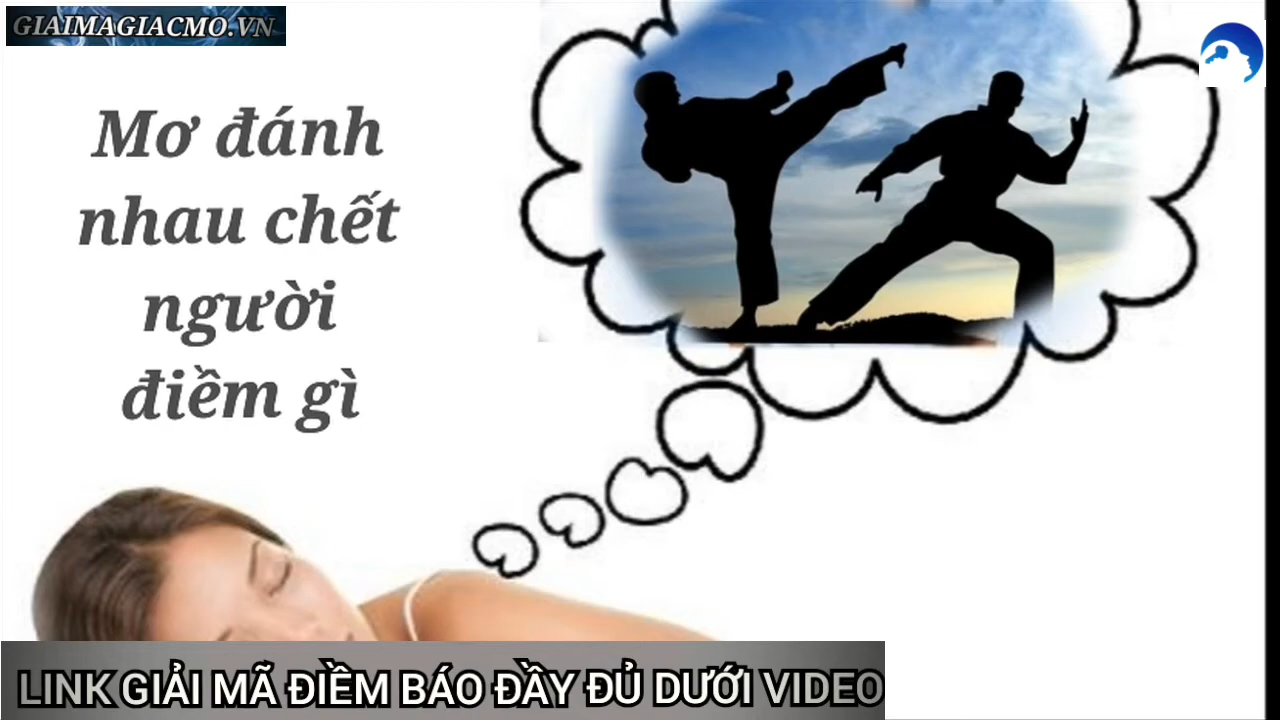 GIAIMAGIACMO.VN
Mơ đánh
nhau chết
người
điềm gì
LINK GIẢI MÃ ĐIỀM BÁO ĐẦY ĐỦ DƯỚI VIDEO